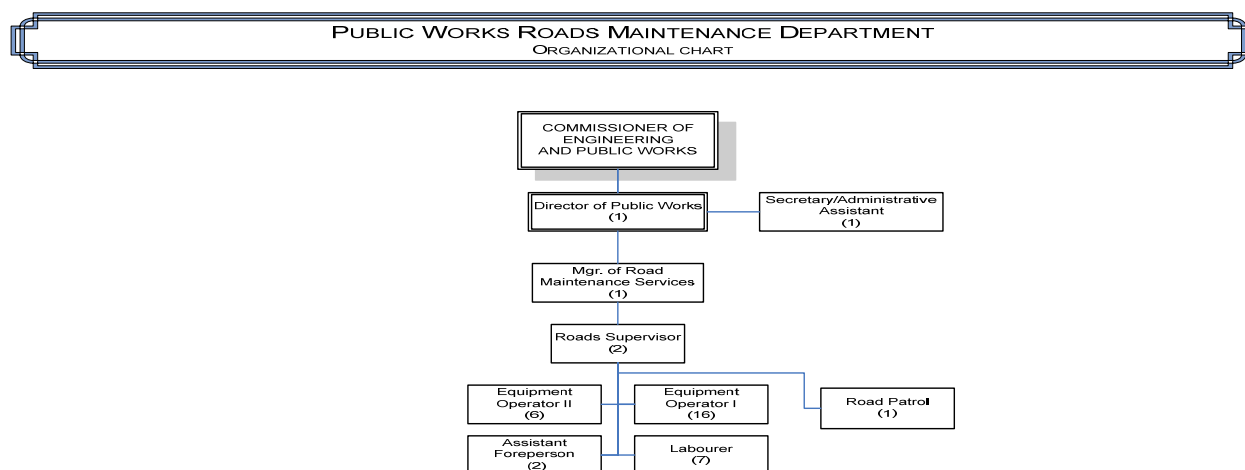 PUBLIC WORKS ROADS MAINTENANCE DEPARTMENT
ORGANIZATIONAL CHART
COMMISSIONER OF
ENGINEERING
AND PUBLIC WORKS
Director of Public Works
(1)
Secretary/Administrative
Assistant
(1)
Mgr. of Road
Maintenance Services
(1)
Roads Supervisor
(2)
Equipment
Operator II
(6)
Equipment
Operator I
(16)
Road Patrol
(1)
Assistant
Foreperson
(2)
Labourer
(7)